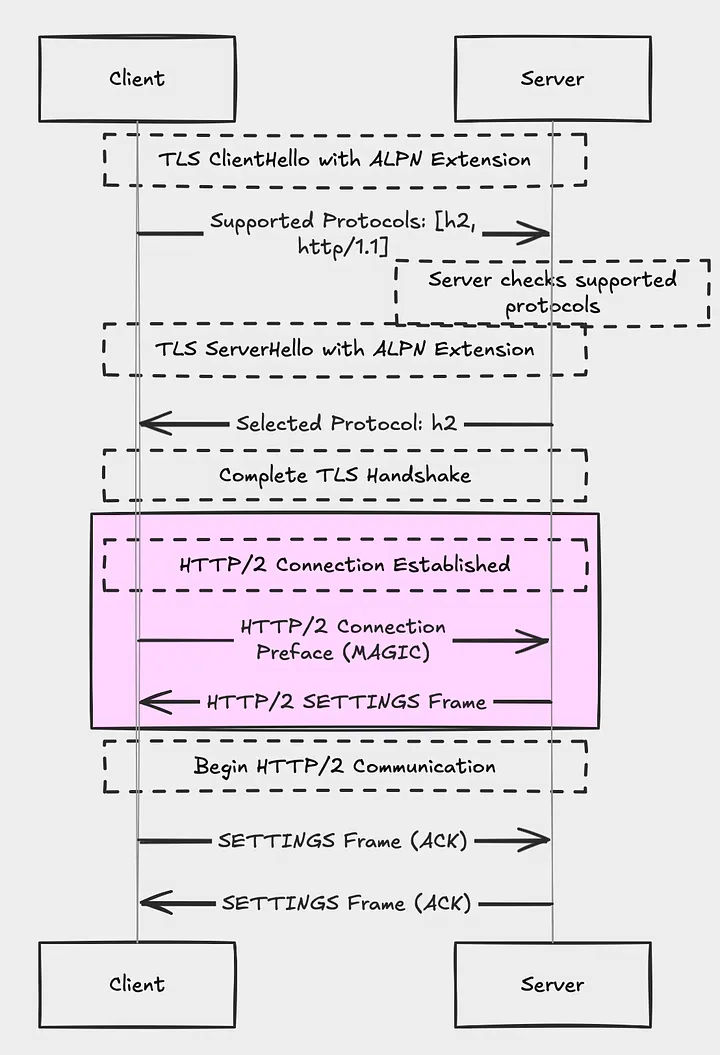 Client
Server
TLS ClientHello with ALPN Extension
Supported Protocols: [h2,
http/1.1]
Server checks supported
protocols
TLS ServerHello with ALPN Extension
Selected Protocol: h2
Complete TLS Handshake
HTTP/2 Connection Established
HTTP/2 Connection
Preface (MAGIC)
HTTP/2 SETTINGS Frame
Begin HTTP/2 Communication
SETTINGS Frame (ACK)
SETTINGS Frame (ACK)
Client
Server